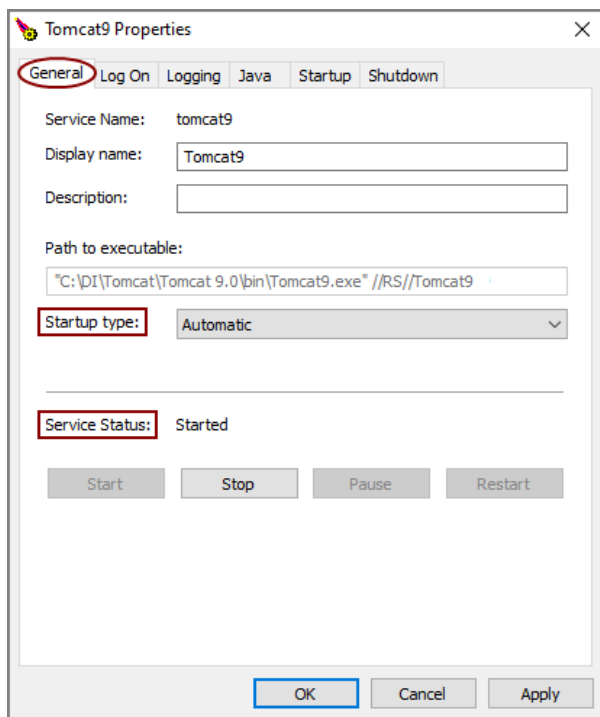 Tomcat9 Properties
General Log On Logging Java Startup Shutdown
Service Name: tomcat9
Display name: Tomcat9
Description:
Path to executable:
"C:\DI\Tomcat\Tomcat 9.0\bin\Tomcat9.exe" //RS//Tomcat9
Startup type: Automatic
Service Status: Started
Start Stop Pause Restart
OK Cancel Apply